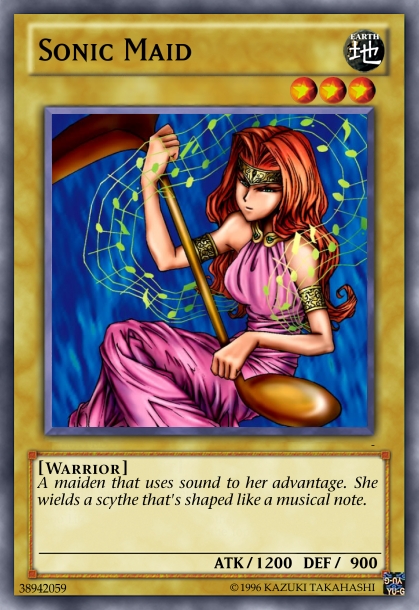 Sonic Maid
EARTH
地
[Warrior]
A maiden that uses sound to her advantage. She
wields a scythe that's shaped like a musical note.
ATK / 1200 DEF / 900
38942059
©1996 KAZUKI TAKAHASHI